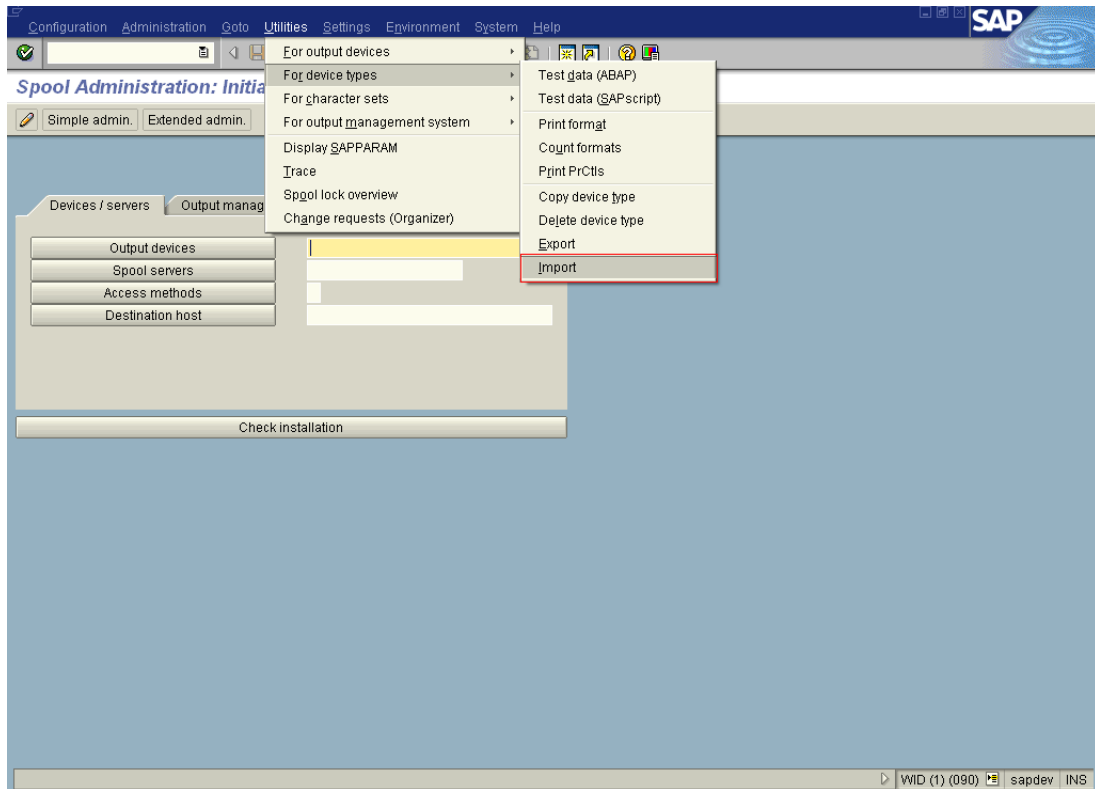 Configuration Administration Goto Utilities Settings Environment System Help
SAP
For output devices
For device types
For character sets
For output management system
Display SAPPARAM
Trace
Spool lock overview
Change requests (Organizer)
Test data (ABAP)
Test data (SAPscript)
Print format
Count formats
Print PrCtls
Copy device type
Delete device type
Export
Import
Spool Administration: Initia
Simple admin. Extended admin.
Devices / servers Output manag
Output devices
Spool servers
Access methods
Destination host
Check installation
WID (1) (090) sapdev INS